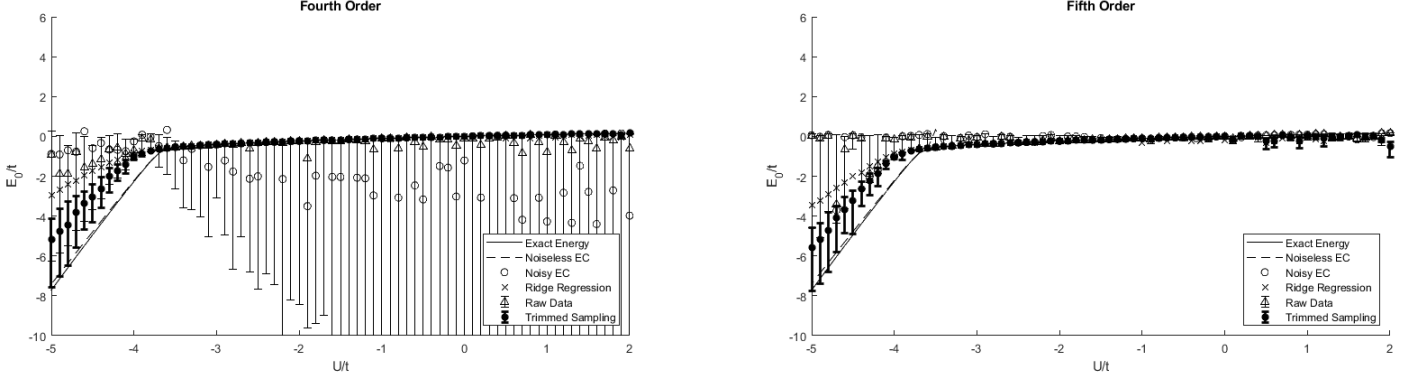 Fourth Order
6
4
2
0
-2
-4
-6
-8
-10
E0/t
-5
-4
-3
-2
-1
0
1
2
U/t
Exact Energy
Noiseless EC
Noisy EC
Ridge Regression
Raw Data
Trimmed Sampling
Fifth Order
6
4
2
0
-2
-4
-6
-8
-10
E0/t
-5
-4
-3
-2
-1
0
1
2
U/t
Exact Energy
Noiseless EC
Noisy EC
Ridge Regression
Raw Data
Trimmed Sampling